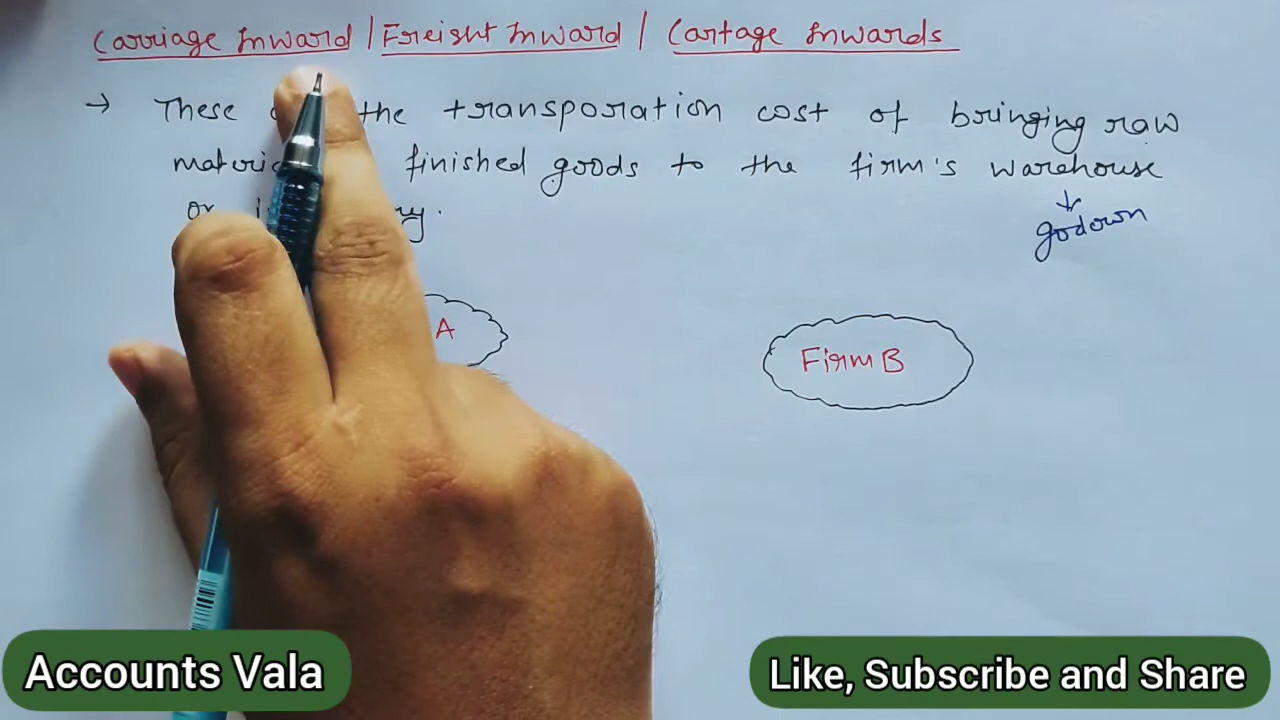 Carriage Inward / Freight Inward / Cartage Inwards
→ These the transporation cost of bringing raw
finished goods to the firm's warehouse
or
godown
A
Firm B
Accounts Vala
Like, Subscribe and Share